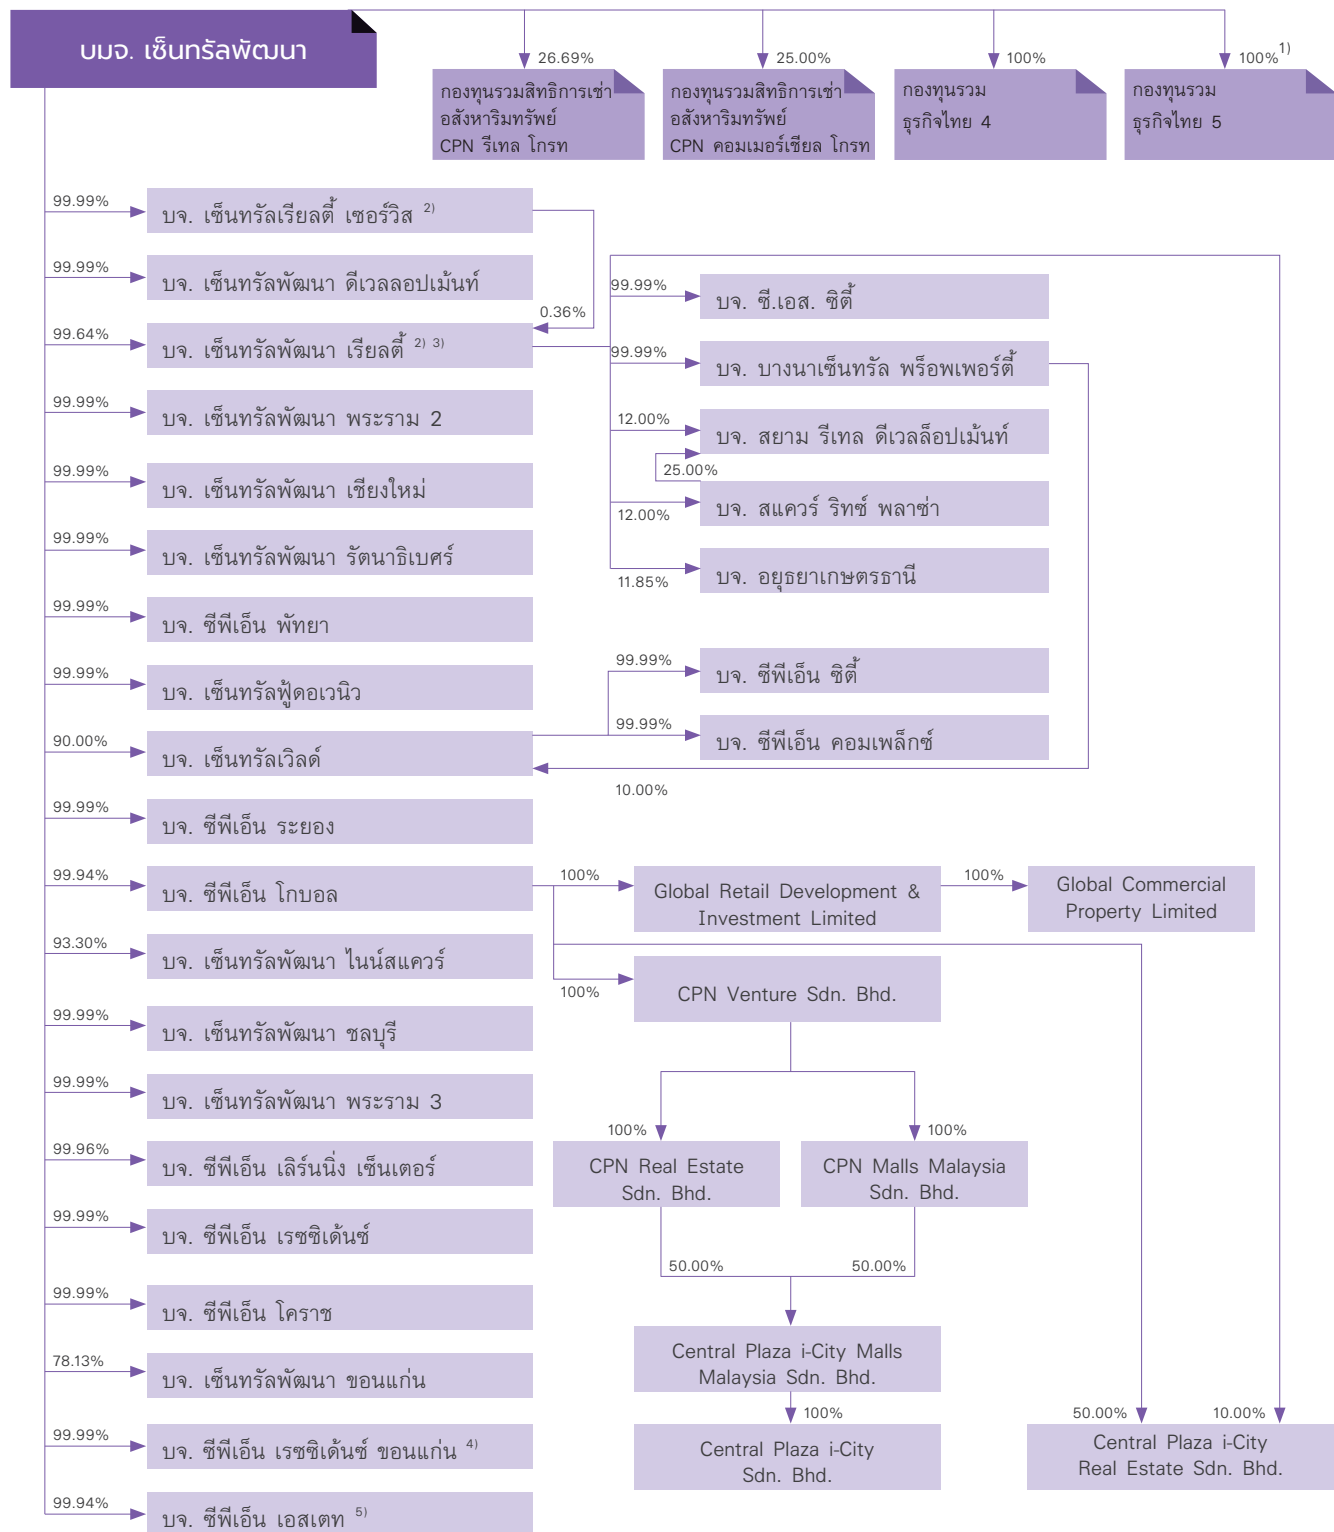 บมจ. เซ็นทรัลพัฒนา
26.69%
25.00%
100%
100% 1)
กองทุนรวมสิทธิการเช่า
อสังหาริมทรัพย์
CPN รีเทล โกรท
กองทุนรวมสิทธิการเช่า
อสังหาริมทรัพย์
CPN คอมเมอร์เชียล โกรท
กองทุนรวม
ธุรกิจไทย 4
กองทุนรวม
ธุรกิจไทย 5
99.99%
บจ. เซ็นทรัลเรียลตี้ เซอร์วิส 2)
99.99%
บจ. เซ็นทรัลพัฒนา ดีเวลลอปเม้นท์
0.36%
99.64%
บจ. เซ็นทรัลพัฒนา เรียลตี้ 2) 3)
99.99%
บจ. เซ็นทรัลพัฒนา พระราม 2
99.99%
บจ. เซ็นทรัลพัฒนา เชียงใหม่
99.99%
บจ. เซ็นทรัลพัฒนา รัตนาธิเบศร์
99.99%
บจ. ซีพีเอ็น พัทยา
99.99%
บจ. เซ็นทรัลฟู้ดอเวนิว
90.00%
บจ. เซ็นทรัลเวิลด์
99.99%
บจ. ซีพีเอ็น ระยอง
99.94%
บจ. ซีพีเอ็น โกบอล
93.30%
บจ. เซ็นทรัลพัฒนา ไนน์สแควร์
99.99%
บจ. เซ็นทรัลพัฒนา ชลบุรี
99.99%
บจ. เซ็นทรัลพัฒนา พระราม 3
99.96%
บจ. ซีพีเอ็น เลิร์นนิ่ง เซ็นเตอร์
99.99%
บจ. ซีพีเอ็น เรซซิเด้นซ์
99.99%
บจ. ซีพีเอ็น โคราช
78.13%
บจ. เซ็นทรัลพัฒนา ขอนแก่น
99.99%
บจ. ซีพีเอ็น เรซซิเด้นซ์ ขอนแก่น 4)
99.94%
บจ. ซีพีเอ็น เอสเตท 5)
99.99%
บจ. ซี.เอส. ซิตี้
99.99%
บจ. บางนาเซ็นทรัล พร็อพเพอร์ตี้
12.00%
บจ. สยาม รีเทล ดีเวลล็อปเม้นท์
25.00%
12.00%
บจ. สแควร์ ริทซ์ พลาซ่า
11.85%
บจ. อยุธยาเกษตรธานี
99.99%
บจ. ซีพีเอ็น ซิตี้
99.99%
บจ. ซีพีเอ็น คอมเพล็กซ์
10.00%
100%
Global Retail Development &
Investment Limited
100%
Global Commercial
Property Limited
100%
CPN Venture Sdn. Bhd.
100%
100%
CPN Real Estate
Sdn. Bhd.
CPN Malls Malaysia
Sdn. Bhd.
50.00%
50.00%
Central Plaza i-City Malls
Malaysia Sdn. Bhd.
100%
Central Plaza i-City
Sdn. Bhd.
50.00%
10.00%
Central Plaza i-City
Real Estate Sdn. Bhd.